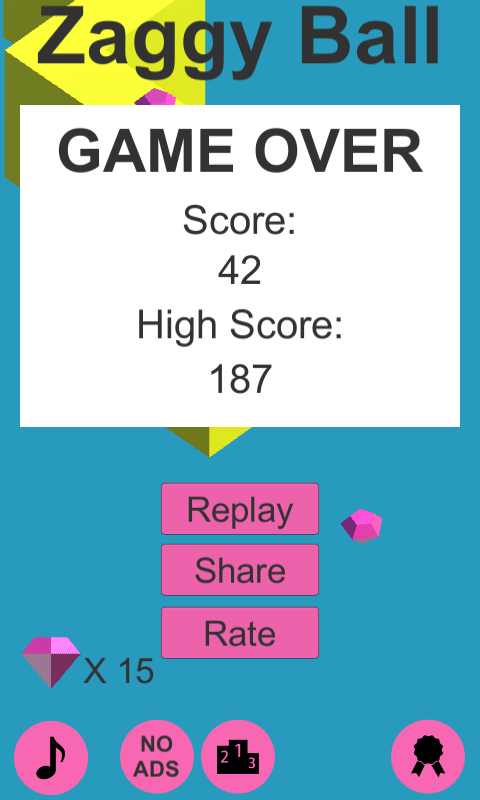 Zaggy Ball
GAME OVER
Score:
42
High Score:
187
Replay
Share
Rate
X 15
NO
ADS
2 1 3